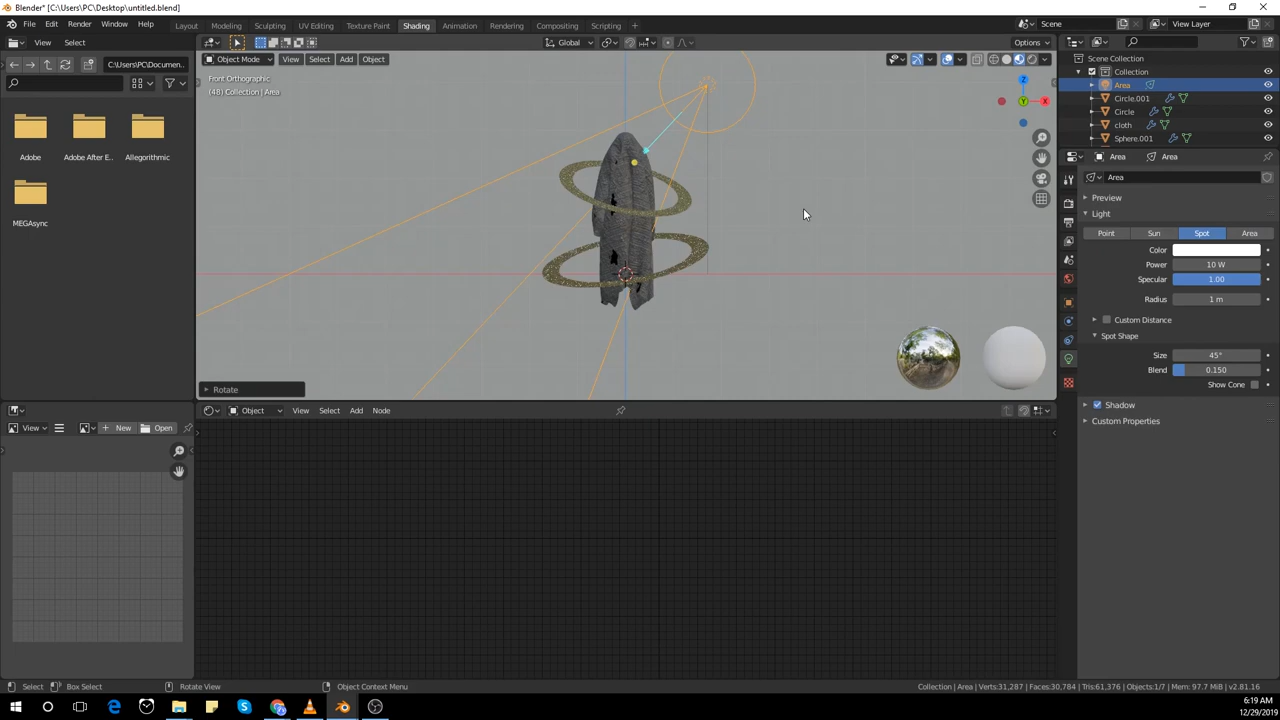 Blender* [C:\Users\PC\Desktop\untitled.blend]
File Edit Render Window Help
Layout Modeling Sculpting UV Editing Texture Paint Shading Animation Rendering Compositing Scripting
Scene
View Layer
View Select
Global
Options
C:\Users\PC\Documen..
Object Mode View Select Add Object
Front Orthographic
(48) Collection | Area
Adobe
Adobe After E..
Allegorithmic
MEGAsync
Z
Y
X
Scene Collection
Collection
Area
Circle.001
Circle
cloth
Sphere.001
Area
Area
Area
Preview
Light
Point Sun Spot Area
Color
Power 10 W
Specular 1.00
Radius 1 m
Custom Distance
Spot Shape
Size 45°
Blend 0.150
Show Cone
Shadow
Custom Properties
Rotate
View
New
Open
Object View Select Add Node
Select
Box Select
Rotate View
Object Context Menu
Collection | Area | Verts:31,287 | Faces:30,784 | Tris:61,376 | Objects:1/7 | Mem: 97.7 MiB | v2.81.16
6:19 AM
12/29/2019